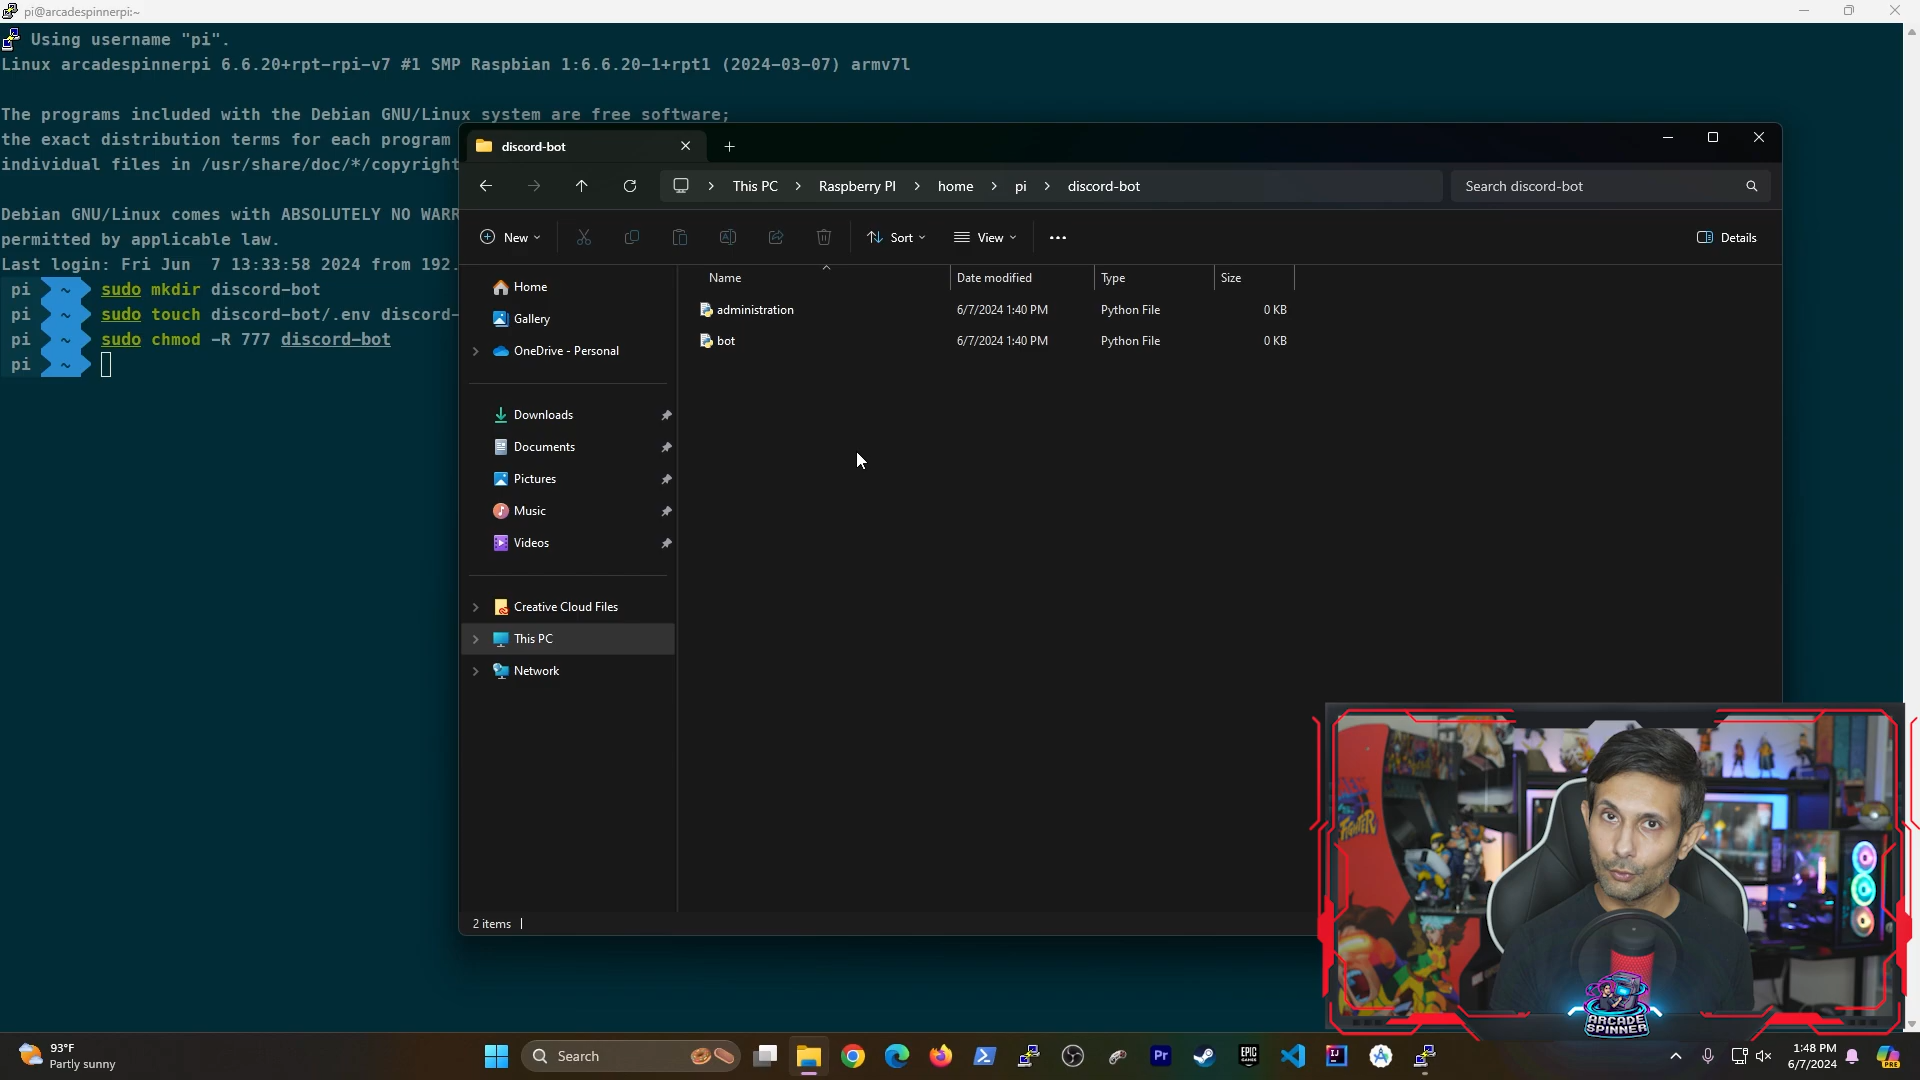 pi@arcadespinnerpi:~
Using username "pi".
Linux arcadespinnerpi 6.6.20+rpt-rpi-v7 #1 SMP Raspbian 1:6.6.20-1+rpt1 (2024-03-07) armv7l
The programs included with the Debian GNU/Linux system are free software;
the exact distribution terms for each program
individual files in /usr/share/doc/*/copyright
Debian GNU/Linux comes with ABSOLUTELY NO WARR
permitted by applicable law.
Last login: Fri Jun 7 13:33:58 2024 from 192.
pi ~ sudo mkdir discord-bot
pi ~ sudo touch discord-bot/.env discord-
pi ~ sudo chmod -R 777 discord-bot
pi ~
discord-bot
This PC > Raspberry PI > home > pi > discord-bot
Search discord-bot
New
Sort
View
Details
Home
Gallery
OneDrive - Personal
Downloads
Documents
Pictures
Music
Videos
Creative Cloud Files
This PC
Network
Name Date modified Type Size
administration 6/7/2024 1:40 PM Python File 0 KB
bot 6/7/2024 1:40 PM Python File 0 KB
2 items
FIGHTER
ARCADE
SPINNER
93°F
Partly sunny
Search
Pr
EPIC
GAMES
IJ
1:48 PM
6/7/2024
PRE